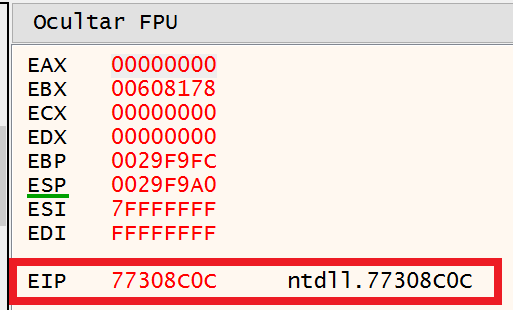 Ocultar FPU
EAX 00000000
EBX 00608178
ECX 00000000
EDX 00000000
EBP 0029F9FC
ESP 0029F9A0
ESI 7FFFFFFF
EDI FFFFFFFF
EIP 77308C0C ntdll.77308C0C